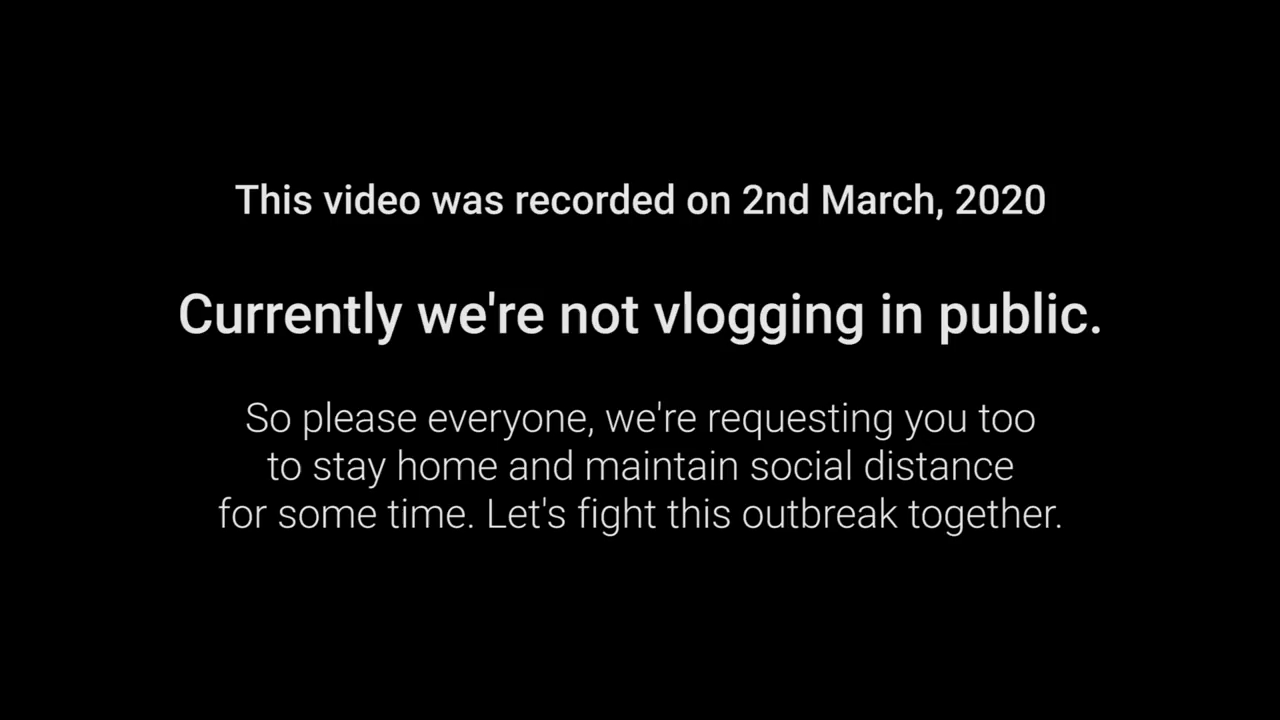 This video was recorded on 2nd March, 2020
Currently we're not vlogging in public.
So please everyone, we're requesting you too
to stay home and maintain social distance
for some time. Let's fight this outbreak together.